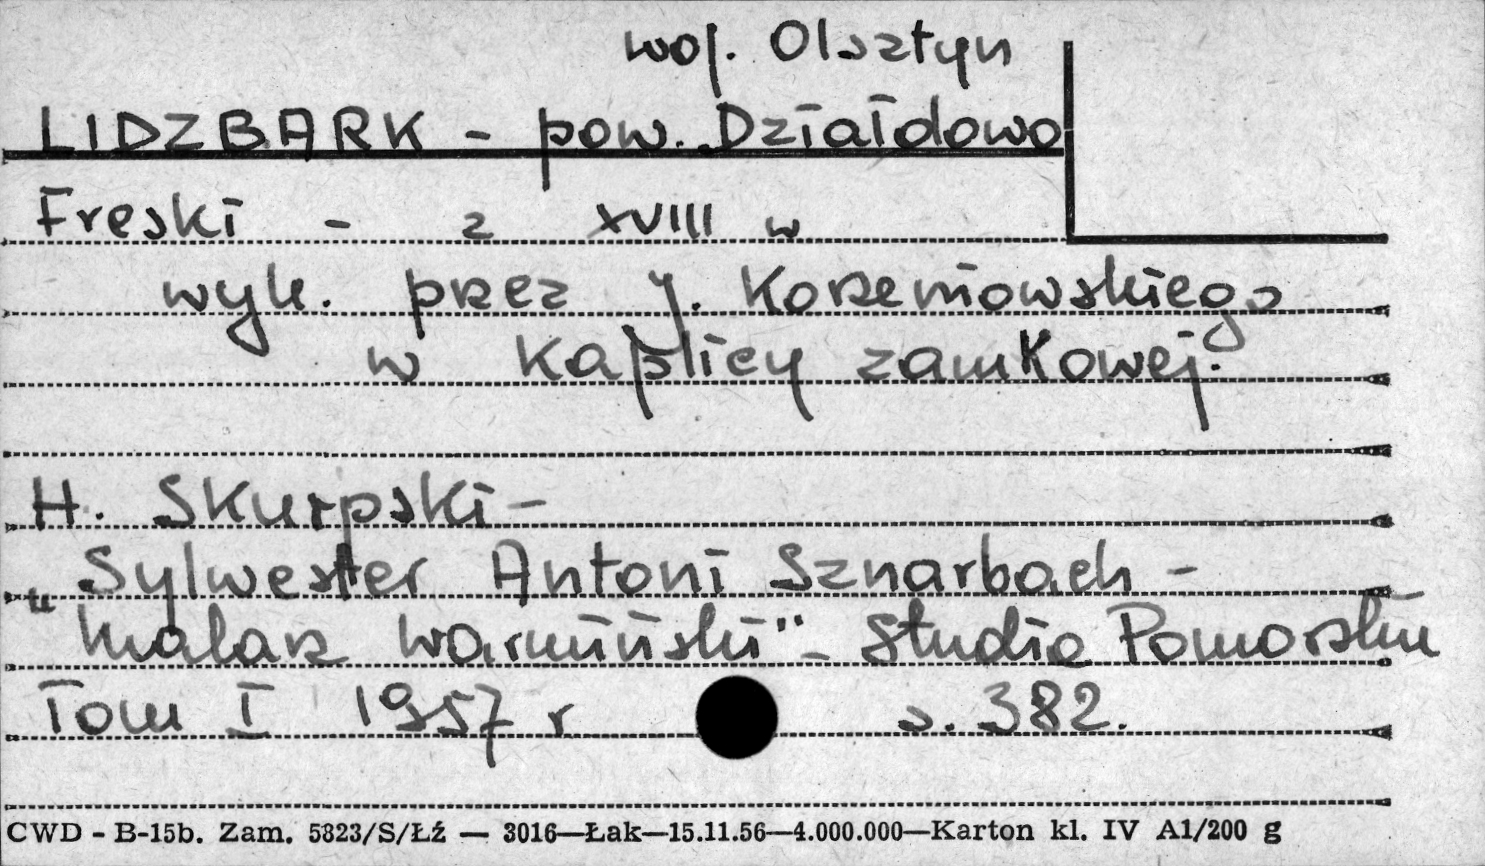 woj. Olsztyn
LIDZBARK - pow. Działdowo
Freski - z XVIII w
wyk. przez J. Korzeniowskiego
w kaplicy zamkowej.
H. Skurpski -
Sylwester Antoni Sznarbach -
"malarz warmiński" - Studia Pomorskie
Tom I 1957 r s. 382.
CWD - B-15b. Zam. 5823/S/Łź — 3016—Łak—15.11.56—4.000.000—Karton kl. IV A1/200 g